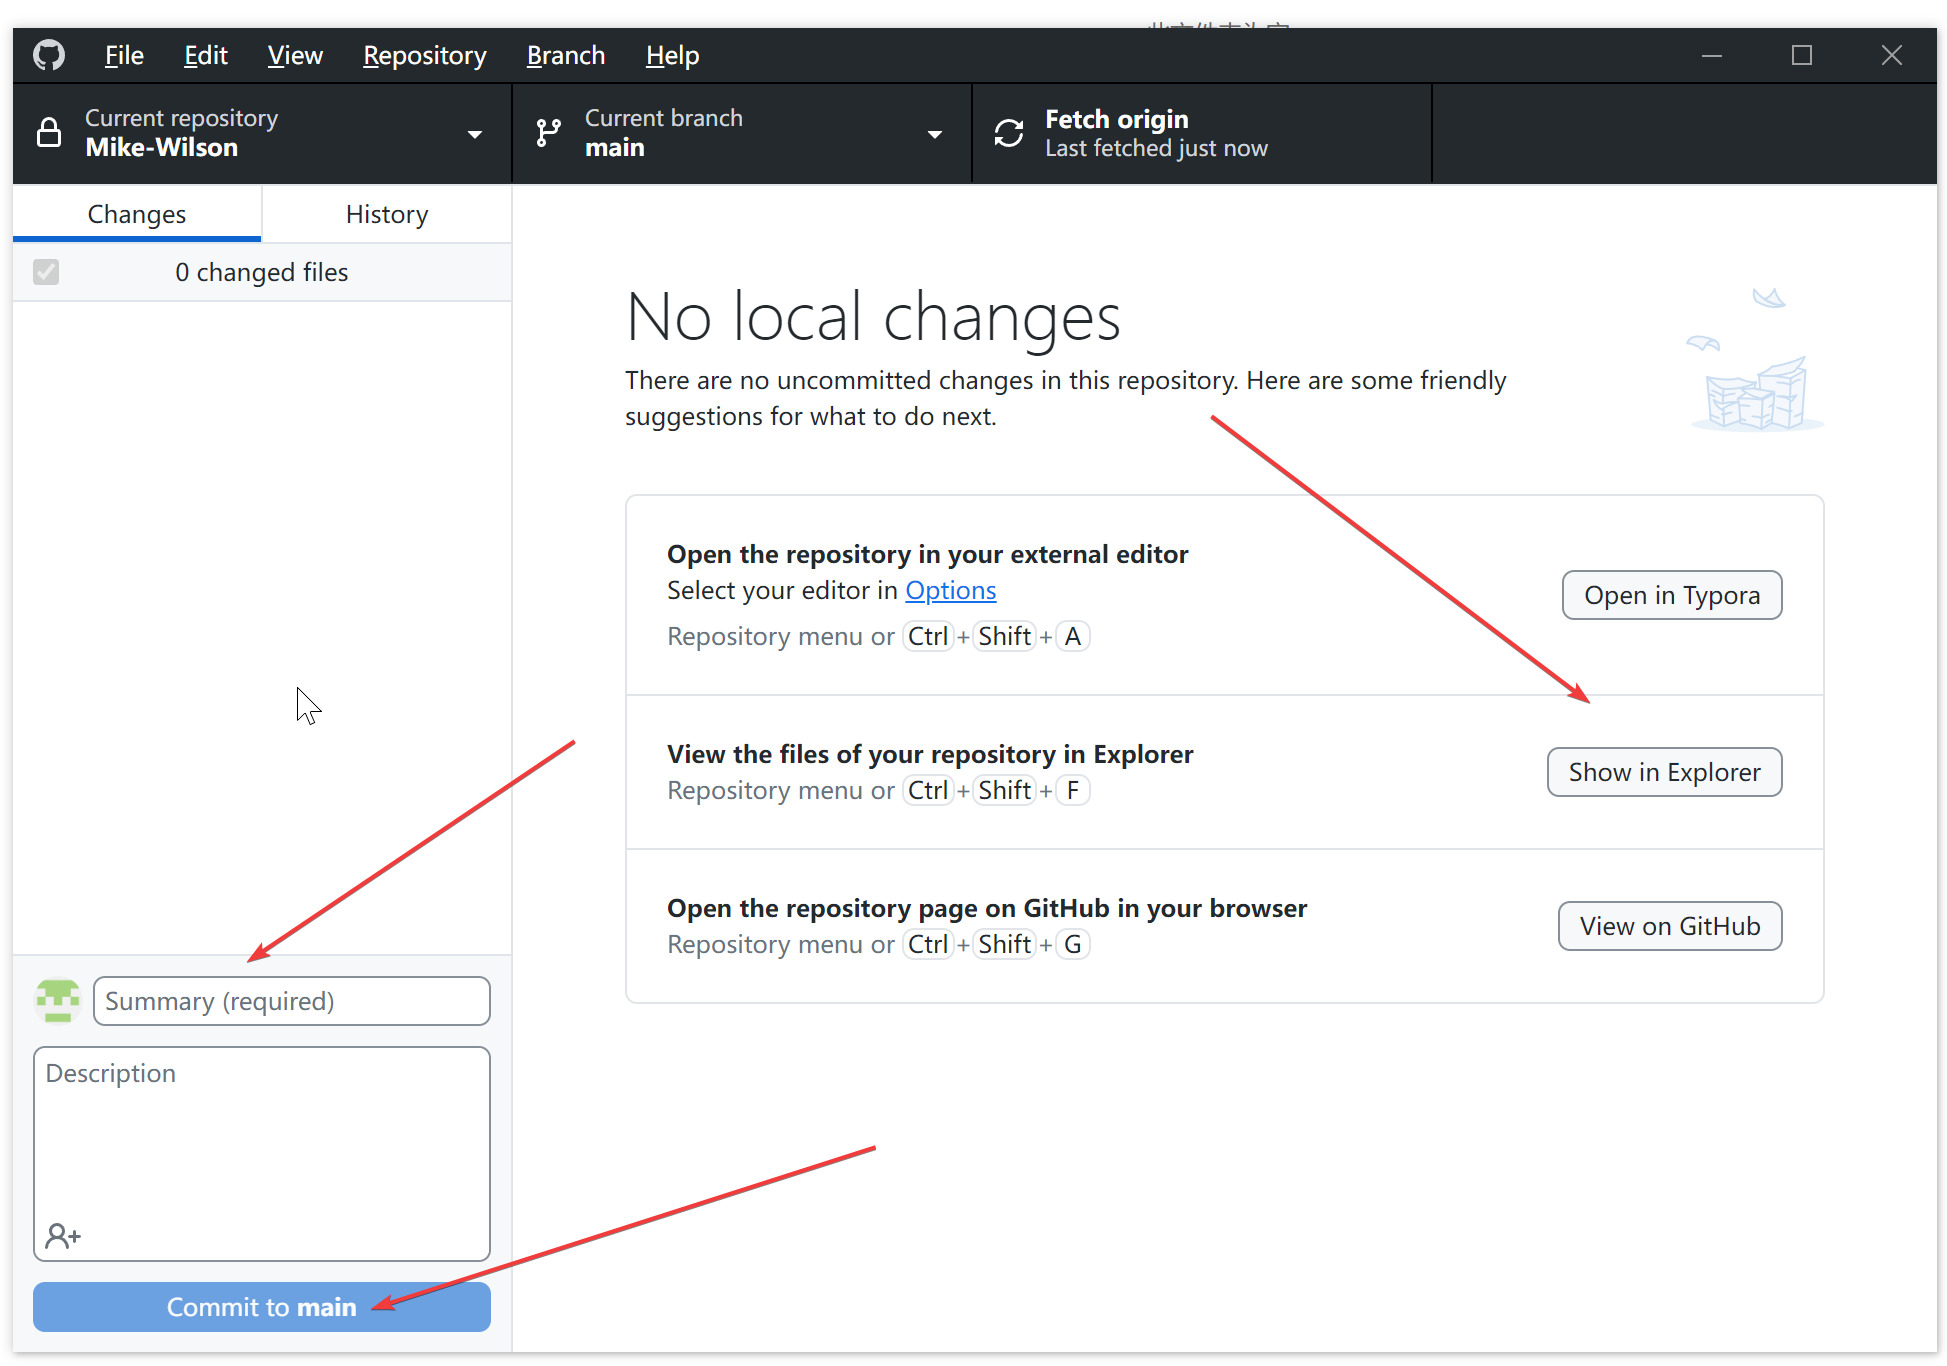 File Edit View Repository Branch Help
Current repository
Mike-Wilson
Current branch
main
Fetch origin
Last fetched just now
Changes History
0 changed files
No local changes
There are no uncommitted changes in this repository. Here are some friendly
suggestions for what to do next.
Open the repository in your external editor
Select your editor in Options
Repository menu or Ctrl + Shift + A
Open in Typora
View the files of your repository in Explorer
Repository menu or Ctrl + Shift + F
Show in Explorer
Open the repository page on GitHub in your browser
Repository menu or Ctrl + Shift + G
View on GitHub
Summary (required)
Description
Commit to main